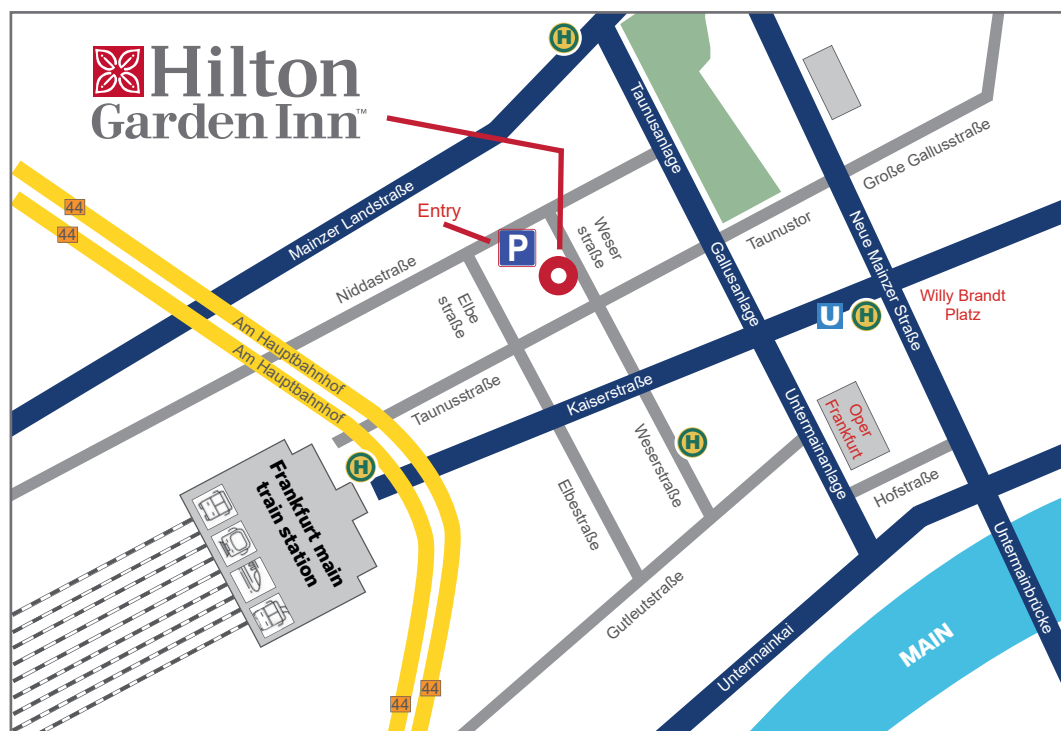 H
Hilton
Garden Inn™
Taunusanlage
Große Gallusstraße
44
44
Mainzer Landstraße
Entry
P
Weser
straße
Taunustor
Neue Mainzer Straße
Niddastraße
Elbe
straße
Gallusanlage
Willy Brandt
Platz
U
H
Am Hauptbahnhof
Am Hauptbahnhof
Taunusstraße
Kaiserstraße
Untermainanlage
Oper
Frankfurt
H
H
Weserstraße
Hofstraße
Frankfurt main
train station
Elbestraße
Gutleutstraße
Untermainbrücke
Untermainkai
MAIN
44
44